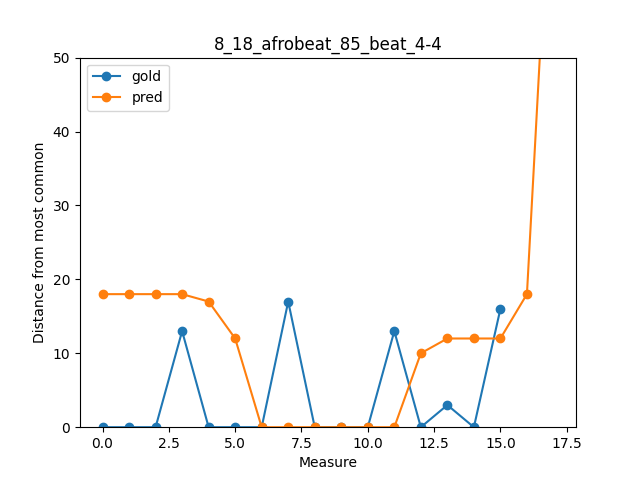 8_18_afrobeat_85_beat_4-4
gold
pred
50
40
30
20
10
0
Distance from most common
0.0 2.5 5.0 7.5 10.0 12.5 15.0 17.5
Measure